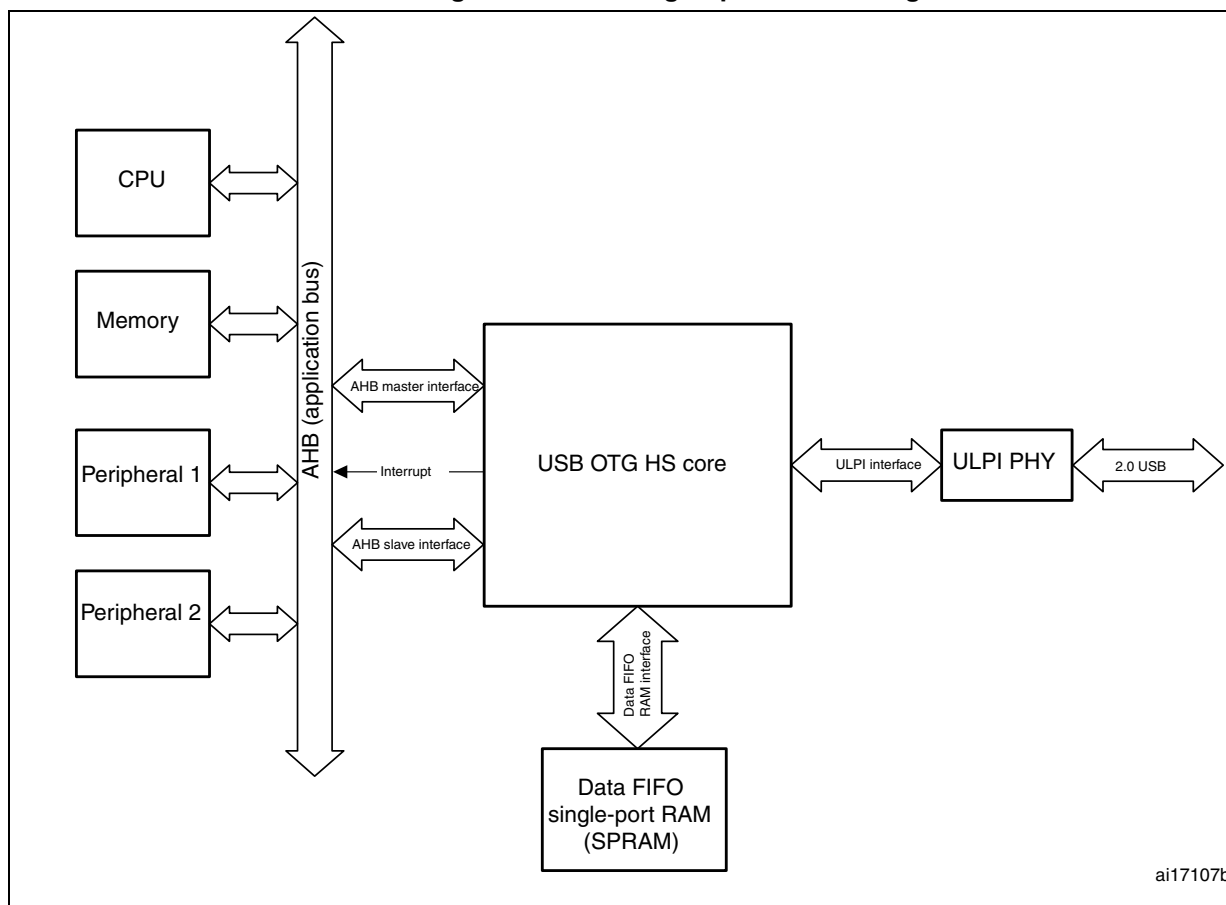 CPU
Memory
Peripheral 1
Peripheral 2
AHB (application bus)
AHB master interface
Interrupt
AHB slave interface
USB OTG HS core
ULPI interface
ULPI PHY
2.0 USB
Data FIFO
RAM interface
Data FIFO
single-port RAM
(SPRAM)
ai17107b